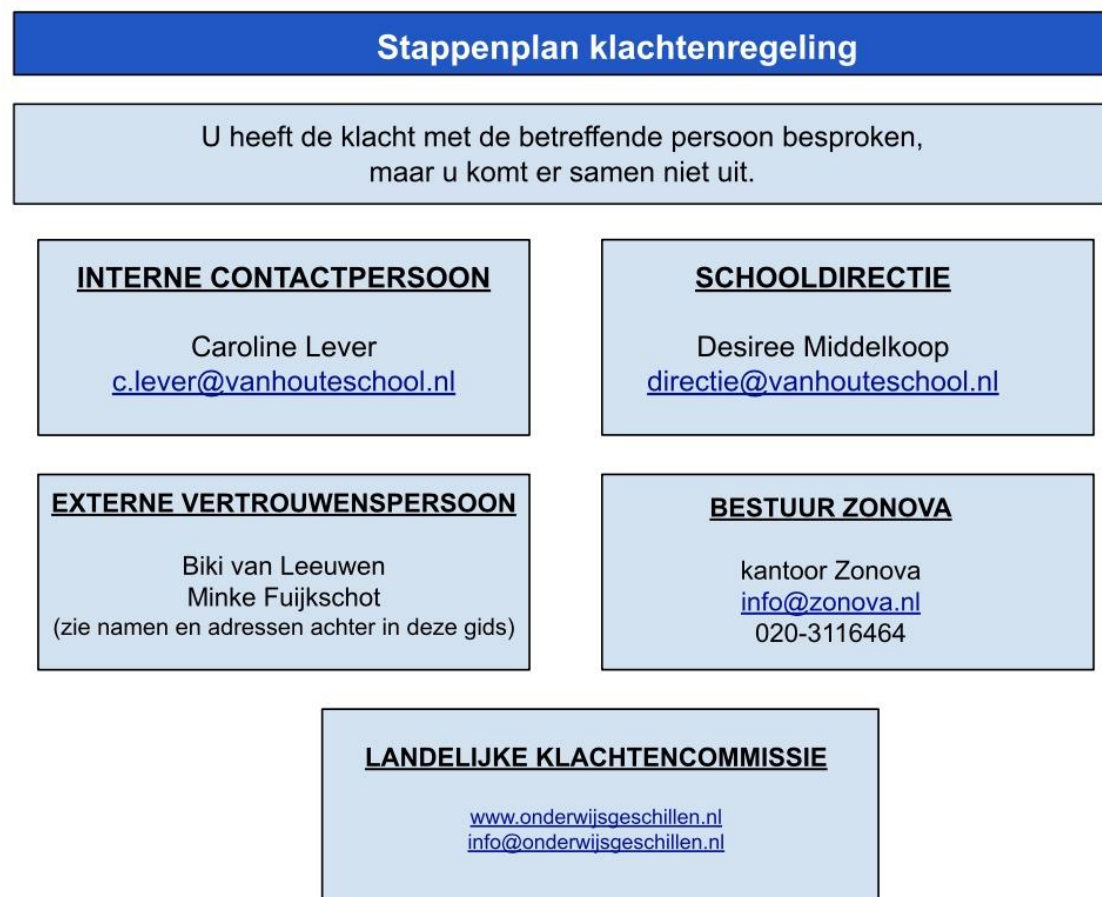 Stappenplan klachtenregeling
U heeft de klacht met de betreffende persoon besproken,
maar u komt er samen niet uit.
INTERNE CONTACTPERSOON
Caroline Lever
c.lever@vanhouteschool.nl
SCHOOLDIRECTIE
Desiree Middelkoop
directie@vanhouteschool.nl
EXTERNE VERTROUWENSPERSOON
Biki van Leeuwen
Minke Fuijkschot
(zie namen en adressen achter in deze gids)
BESTUUR ZONOVA
kantoor Zonova
info@zonova.nl
020-3116464
LANDELIJKE KLACHTENCOMMISSIE
www.onderwijsgeschillen.nl
info@onderwijsgeschillen.nl